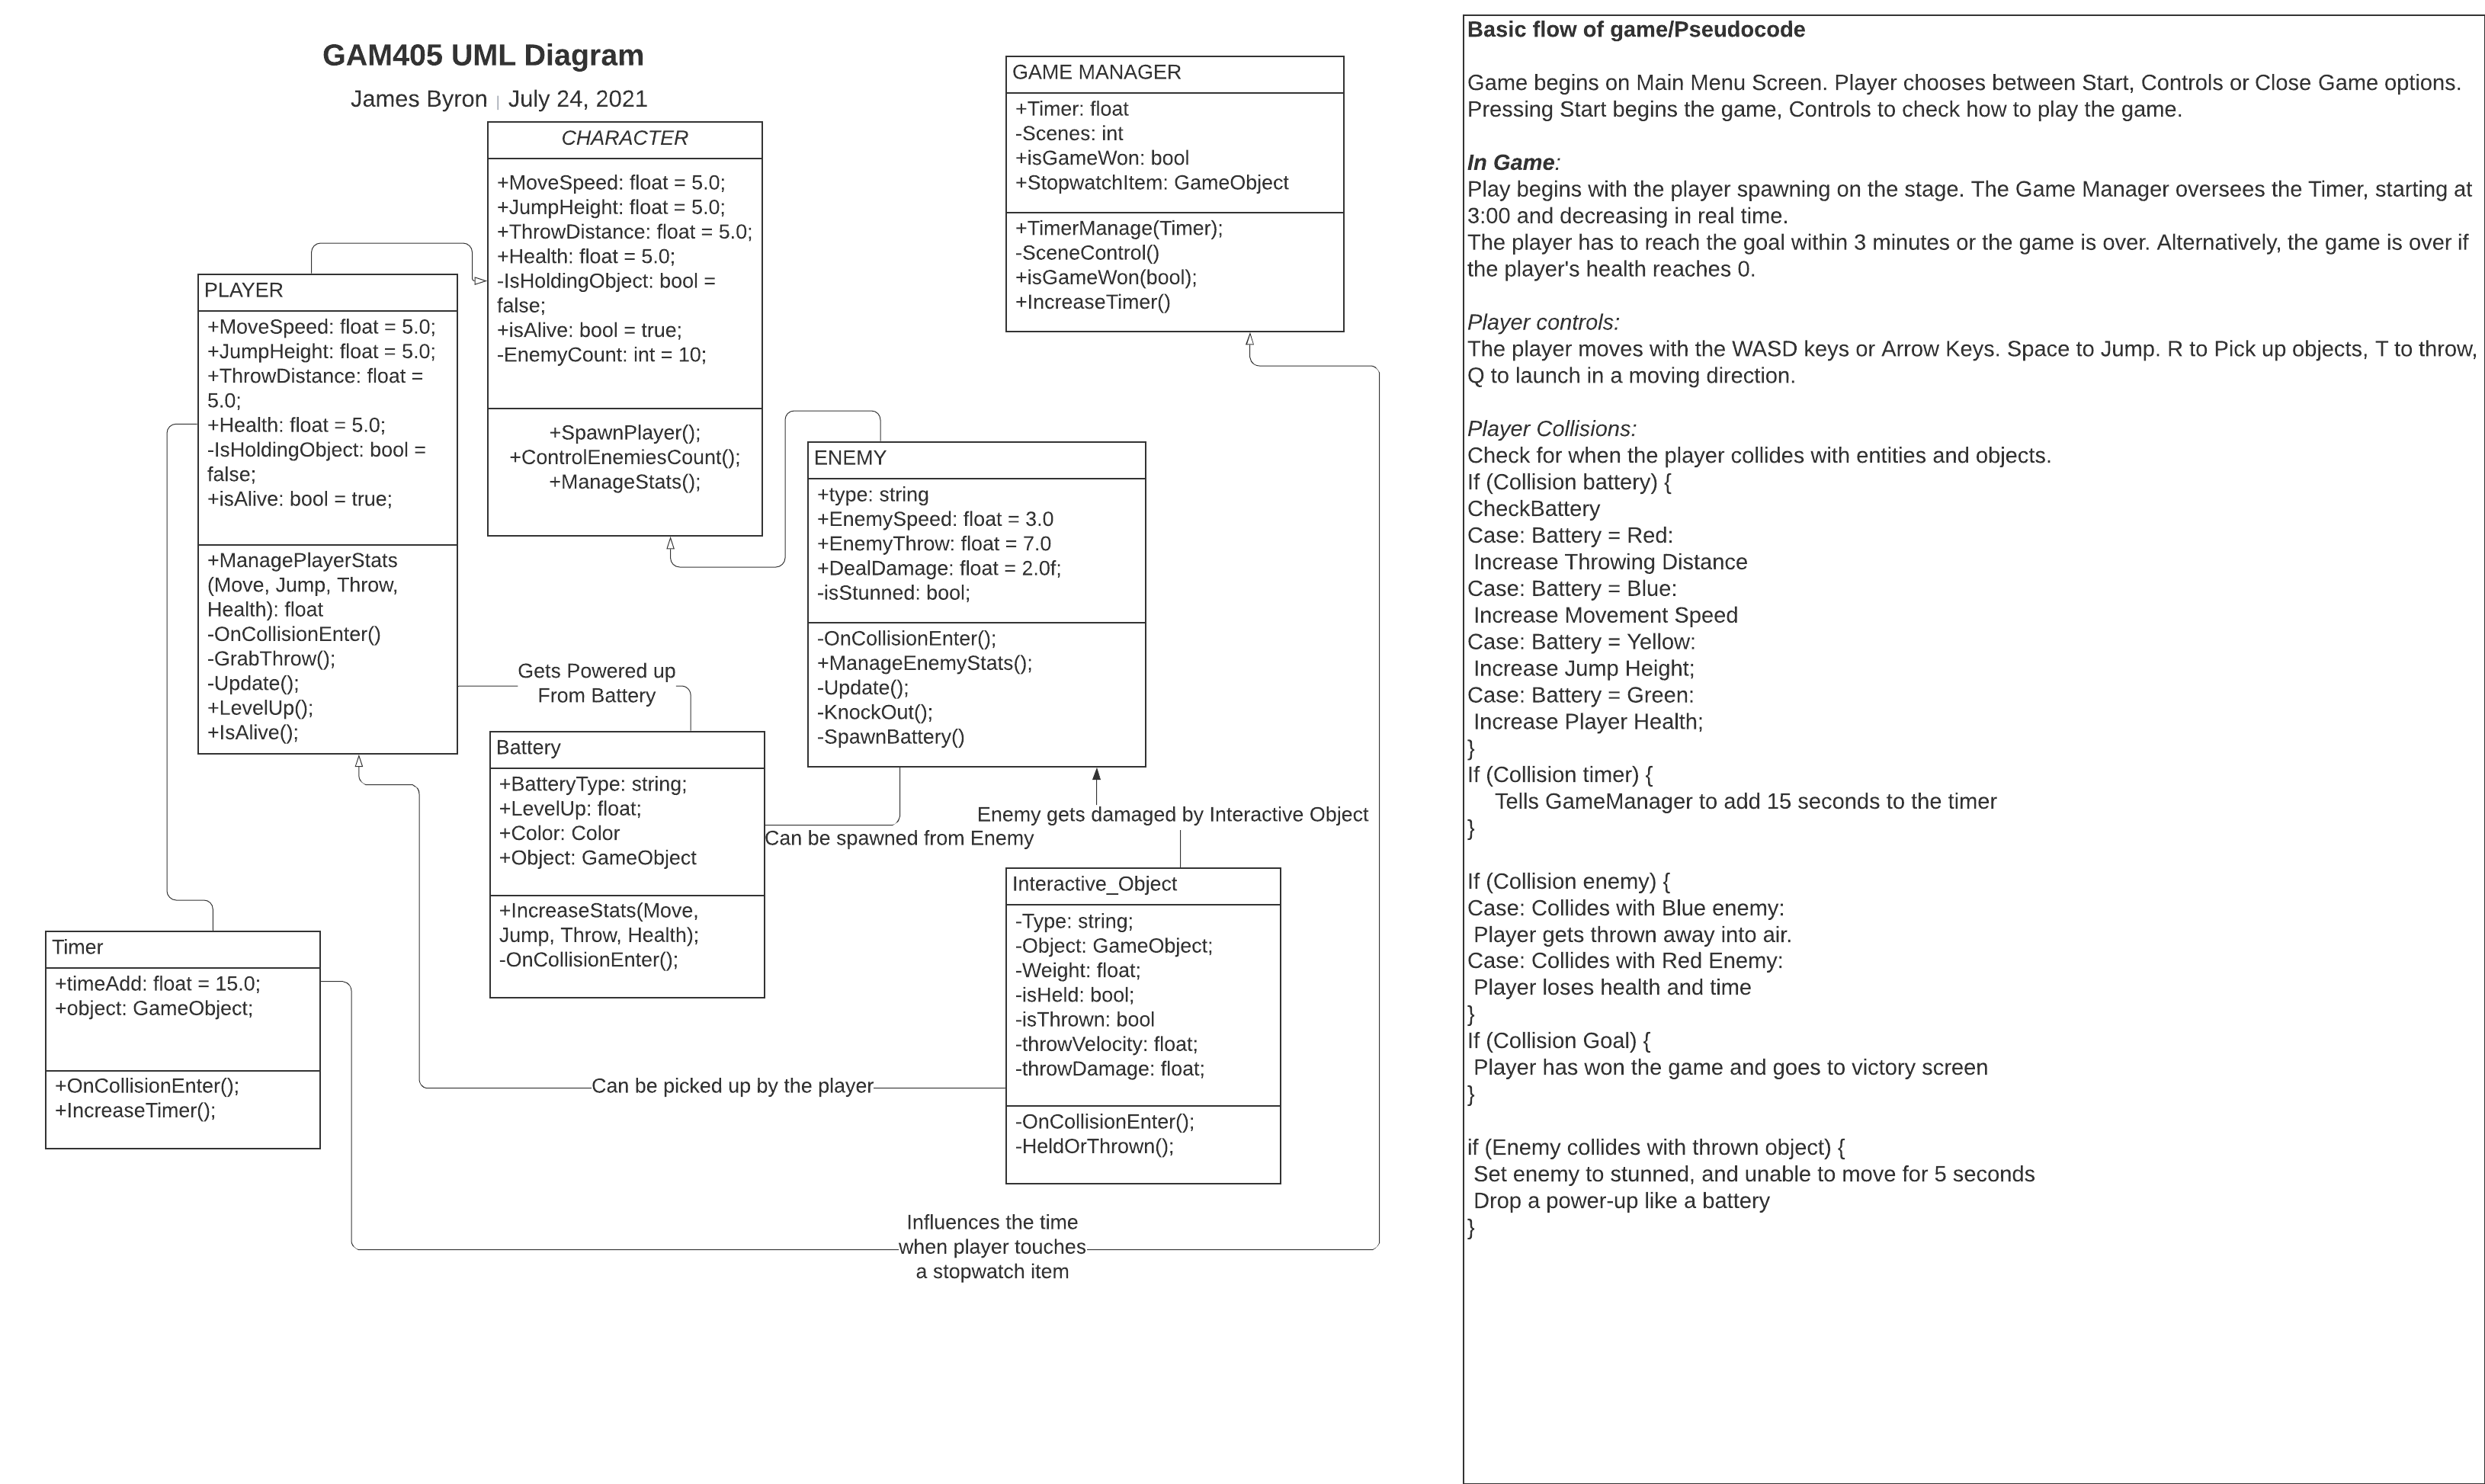 GAM405 UML Diagram
James Byron | July 24, 2021
CHARACTER
+MoveSpeed: float = 5.0;
+JumpHeight: float = 5.0;
+ThrowDistance: float = 5.0;
+Health: float = 5.0;
-IsHoldingObject: bool =
false;
+isAlive: bool = true;
-EnemyCount: int = 10;
+SpawnPlayer();
+ControlEnemiesCount();
+ManageStats();
GAME MANAGER
+Timer: float
-Scenes: int
+isGameWon: bool
+StopwatchItem: GameObject
+TimerManage(Timer);
-SceneControl()
+isGameWon(bool);
+IncreaseTimer()
PLAYER
+MoveSpeed: float = 5.0;
+JumpHeight: float = 5.0;
+ThrowDistance: float =
5.0;
+Health: float = 5.0;
-IsHoldingObject: bool =
false;
+isAlive: bool = true;
+ManagePlayerStats
(Move, Jump, Throw,
Health): float
-OnCollisionEnter()
-GrabThrow();
-Update();
+LevelUp();
+IsAlive();
ENEMY
+type: string
+EnemySpeed: float = 3.0
+EnemyThrow: float = 7.0
+DealDamage: float = 2.0f;
-isStunned: bool;
-OnCollisionEnter();
+ManageEnemyStats();
-Update();
-KnockOut();
-SpawnBattery()
Gets Powered up
From Battery
Battery
+BatteryType: string;
+LevelUp: float;
+Color: Color
+Object: GameObject
+IncreaseStats(Move,
Jump, Throw, Health);
-OnCollisionEnter();
Can be spawned from Enemy
Enemy gets damaged by Interactive Object
Interactive_Object
-Type: string;
-Object: GameObject;
-Weight: float;
-isHeld: bool;
-isThrown: bool
-throwVelocity: float;
-throwDamage: float;
-OnCollisionEnter();
-HeldOrThrown();
Timer
+timeAdd: float = 15.0;
+object: GameObject;
+OnCollisionEnter();
+IncreaseTimer();
Can be picked up by the player
Influences the time
when player touches
a stopwatch item
Basic flow of game/Pseudocode
Game begins on Main Menu Screen. Player chooses between Start, Controls or Close Game options.
Pressing Start begins the game, Controls to check how to play the game.
In Game:
Play begins with the player spawning on the stage. The Game Manager oversees the Timer, starting at
3:00 and decreasing in real time.
The player has to reach the goal within 3 minutes or the game is over. Alternatively, the game is over if
the player's health reaches 0.
Player controls:
The player moves with the WASD keys or Arrow Keys. Space to Jump. R to Pick up objects, T to throw,
Q to launch in a moving direction.
Player Collisions:
Check for when the player collides with entities and objects.
If (Collision battery) {
CheckBattery
Case: Battery = Red:
Increase Throwing Distance
Case: Battery = Blue:
Increase Movement Speed
Case: Battery = Yellow:
Increase Jump Height;
Case: Battery = Green:
Increase Player Health;
}
If (Collision timer) {
Tells GameManager to add 15 seconds to the timer
}
If (Collision enemy) {
Case: Collides with Blue enemy:
Player gets thrown away into air.
Case: Collides with Red Enemy:
Player loses health and time
}
If (Collision Goal) {
Player has won the game and goes to victory screen
}
if (Enemy collides with thrown object) {
Set enemy to stunned, and unable to move for 5 seconds
Drop a power-up like a battery
}